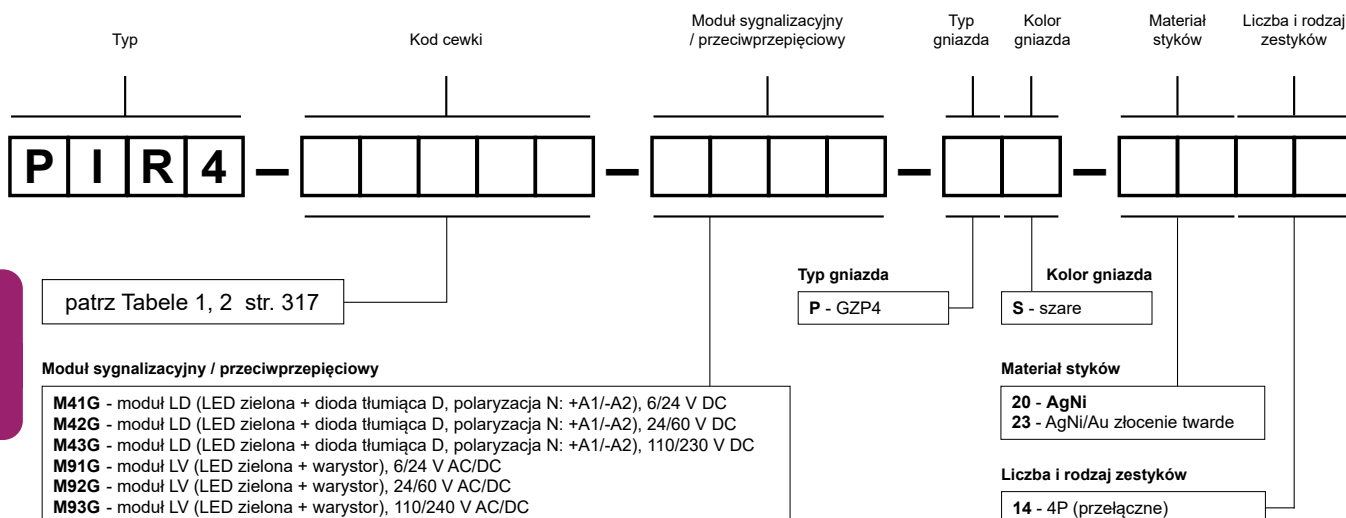 Typ
Kod cewki
Moduł sygnalizacyjny
/ przeciwprzepięciowy
Typ
gniazda
Kolor
gniazda
Materiał
styków
Liczba i rodzaj
zestyków
P I R 4 – – – –
patrz Tabele 1, 2 str. 317
Typ gniazda
P - GZP4
Kolor gniazda
S - szare
Moduł sygnalizacyjny / przeciwprzepięciowy
M41G - moduł LD (LED zielona + dioda tłumiąca D, polaryzacja N: +A1/-A2), 6/24 V DC
M42G - moduł LD (LED zielona + dioda tłumiąca D, polaryzacja N: +A1/-A2), 24/60 V DC
M43G - moduł LD (LED zielona + dioda tłumiąca D, polaryzacja N: +A1/-A2), 110/230 V DC
M91G - moduł LV (LED zielona + warystor), 6/24 V AC/DC
M92G - moduł LV (LED zielona + warystor), 24/60 V AC/DC
M93G - moduł LV (LED zielona + warystor), 110/240 V AC/DC
Materiał styków
20 - AgNi
23 - AgNi/Au złocenie twarde
Liczba i rodzaj zestyków
14 - 4P (przełączne)